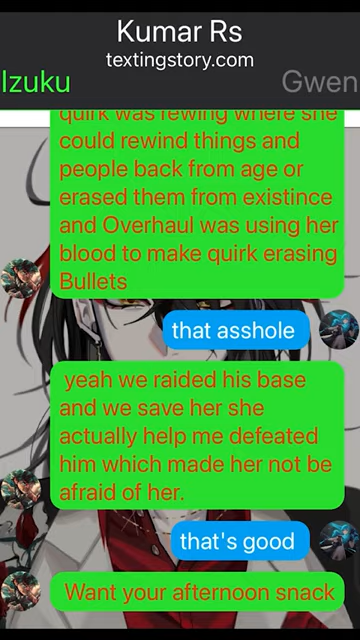 Kumar Rs
textingstory.com
Izuku
Gwen
quirk was rewing where she
could rewind things and
people back from age or
erased them from existince
and Overhaul was using her
blood to make quirk erasing
Bullets
that asshole
yeah we raided his base
and we save her she
actually help me defeated
him which made her not be
afraid of her.
that's good
Want your afternoon snack